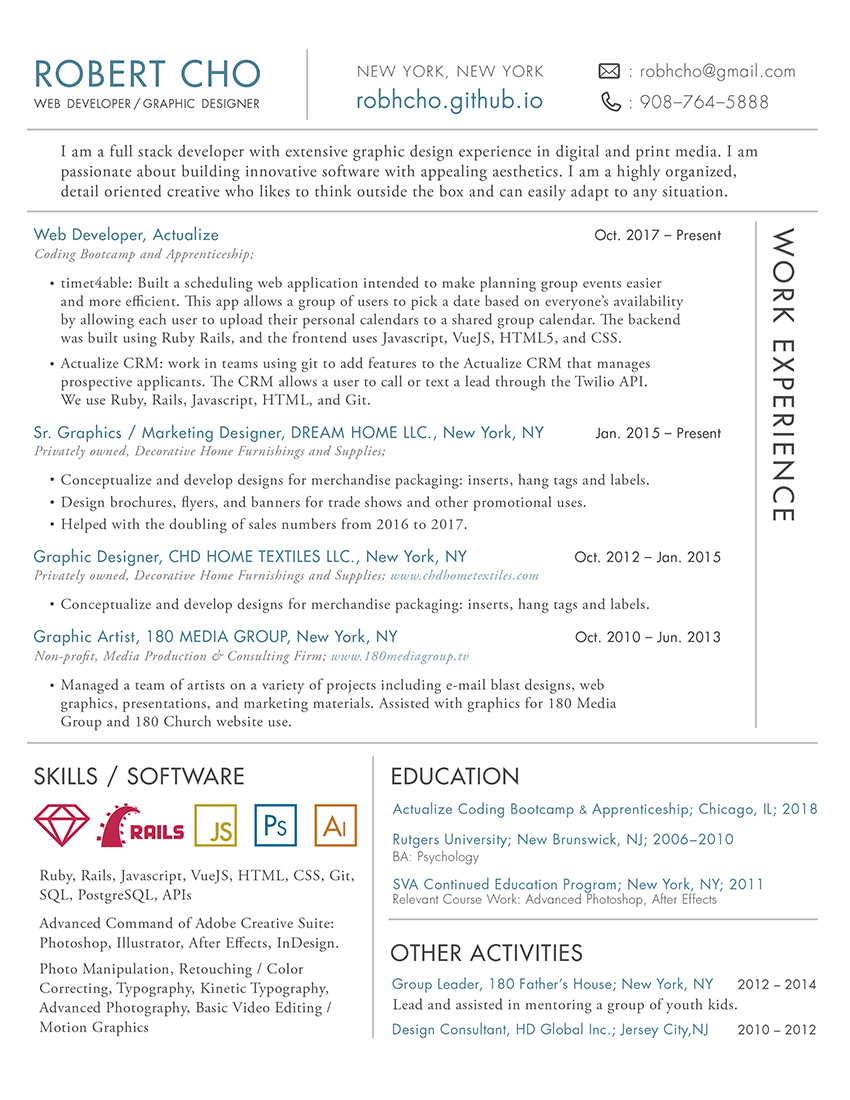 ROBERT CHO
WEB DEVELOPER/GRAPHIC DESIGNER
NEW YORK, NEW YORK
robhcho.github.io
: robhcho@gmail.com
: 908–764–5888
I am a full stack developer with extensive graphic design experience in digital and print media. I am
passionate about building innovative software with appealing aesthetics. I am a highly organized,
detail oriented creative who likes to think outside the box and can easily adapt to any situation.
WORK EXPERIENCE
Web Developer, Actualize Oct. 2017 – Present
Coding Bootcamp and Apprenticeship;
• timet4able: Built a scheduling web application intended to make planning group events easier
and more efficient. This app allows a group of users to pick a date based on everyone's availability
by allowing each user to upload their personal calendars to a shared group calendar. The backend
was built using Ruby Rails, and the frontend uses Javascript, VueJS, HTML5, and CSS.
• Actualize CRM: work in teams using git to add features to the Actualize CRM that manages
prospective applicants. The CRM allows a user to call or text a lead through the Twilio API.
We use Ruby, Rails, Javascript, HTML, and Git.
Sr. Graphics / Marketing Designer, DREAM HOME LLC., New York, NY Jan. 2015 – Present
Privately owned, Decorative Home Furnishings and Supplies;
• Conceptualize and develop designs for merchandise packaging: inserts, hang tags and labels.
• Design brochures, flyers, and banners for trade shows and other promotional uses.
• Helped with the doubling of sales numbers from 2016 to 2017.
Graphic Designer, CHD HOME TEXTILES LLC., New York, NY Oct. 2012 – Jan. 2015
Privately owned, Decorative Home Furnishings and Supplies; www.chdhometextiles.com
• Conceptualize and develop designs for merchandise packaging: inserts, hang tags and labels.
Graphic Artist, 180 MEDIA GROUP, New York, NY Oct. 2010 – Jun. 2013
Non-profit, Media Production & Consulting Firm; www.180mediagroup.tv
• Managed a team of artists on a variety of projects including e-mail blast designs, web
graphics, presentations, and marketing materials. Assisted with graphics for 180 Media
Group and 180 Church website use.
SKILLS / SOFTWARE
RAILS JS Ps Ai
Ruby, Rails, Javascript, VueJS, HTML, CSS, Git,
SQL, PostgreSQL, APIs
Advanced Command of Adobe Creative Suite:
Photoshop, Illustrator, After Effects, InDesign.
Photo Manipulation, Retouching / Color
Correcting, Typography, Kinetic Typography,
Advanced Photography, Basic Video Editing /
Motion Graphics
EDUCATION
Actualize Coding Bootcamp & Apprenticeship; Chicago, IL; 2018
Rutgers University; New Brunswick, NJ; 2006–2010
BA: Psychology
SVA Continued Education Program; New York, NY; 2011
Relevant Course Work: Advanced Photoshop, After Effects
OTHER ACTIVITIES
Group Leader, 180 Father's House; New York, NY 2012 – 2014
Lead and assisted in mentoring a group of youth kids.
Design Consultant, HD Global Inc.; Jersey City,NJ 2010 – 2012